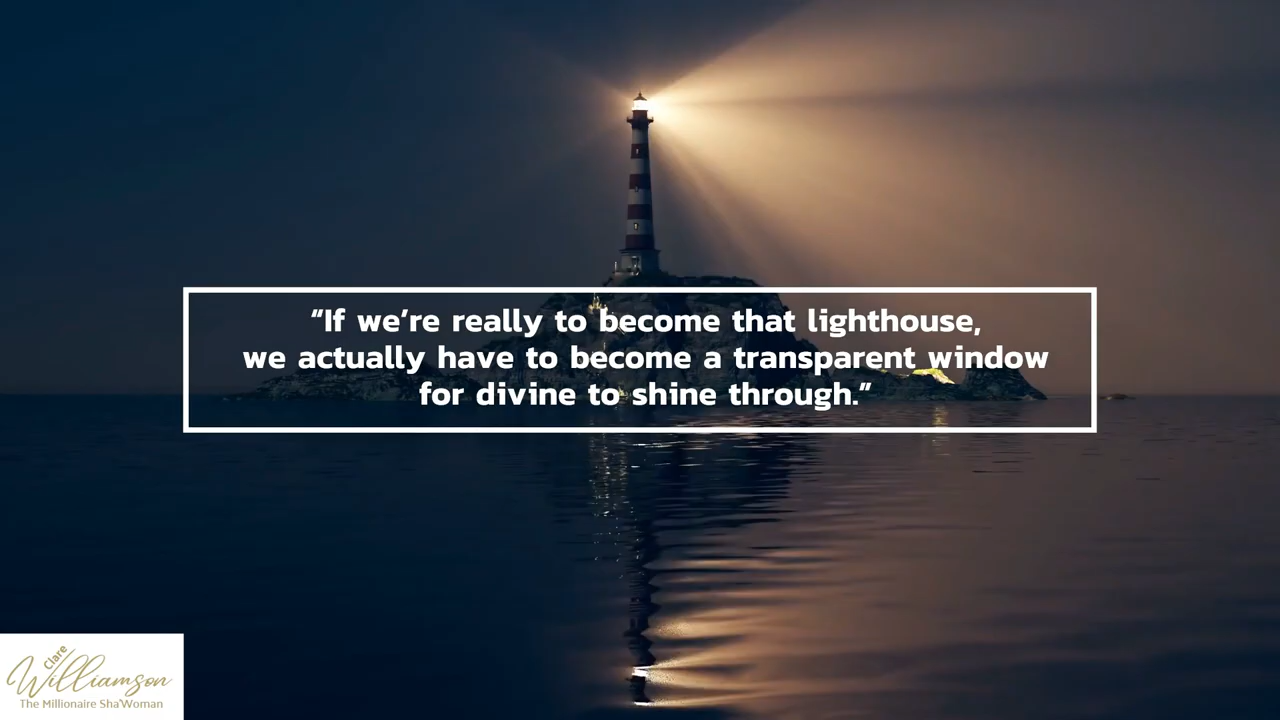 “If we’re really to become that lighthouse,
we actually have to become a transparent window
for divine to shine through.”
Clare
Williamson
The Millionaire Sha'Woman